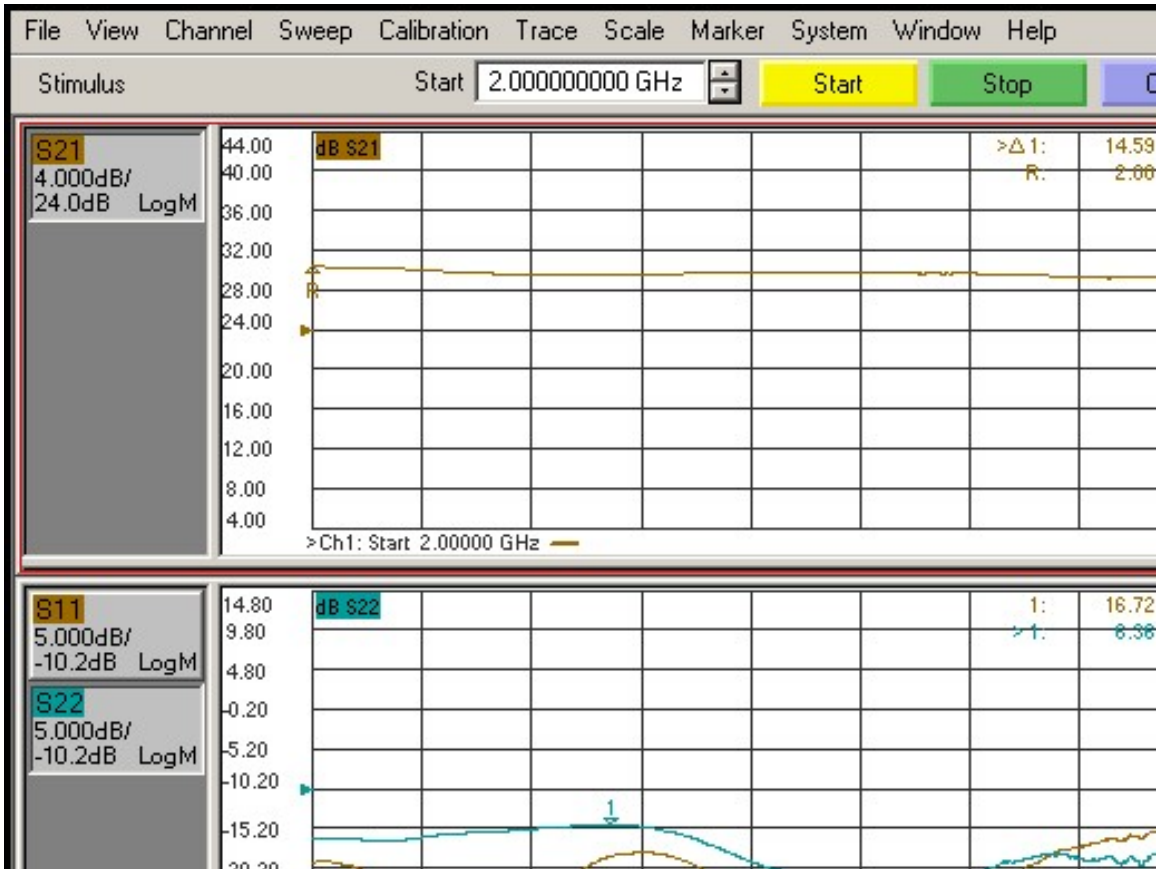 File View Channel Sweep Calibration Trace Scale Marker System Window Help
Stimulus Start 2.000000000 GHz Start Stop
S21
4.000dB/
24.0dB LogM
44.00
40.00
36.00
32.00
28.00
24.00
20.00
16.00
12.00
8.00
4.00
dB S21
>Δ 1: 14.59
R: 2.00
R
>Ch1: Start 2.00000 GHz
S11
5.000dB/
-10.2dB LogM
S22
5.000dB/
-10.2dB LogM
14.80
9.80
4.80
-0.20
-5.20
-10.20
-15.20
dB S22
1: 16.72
>1: 8.38
1